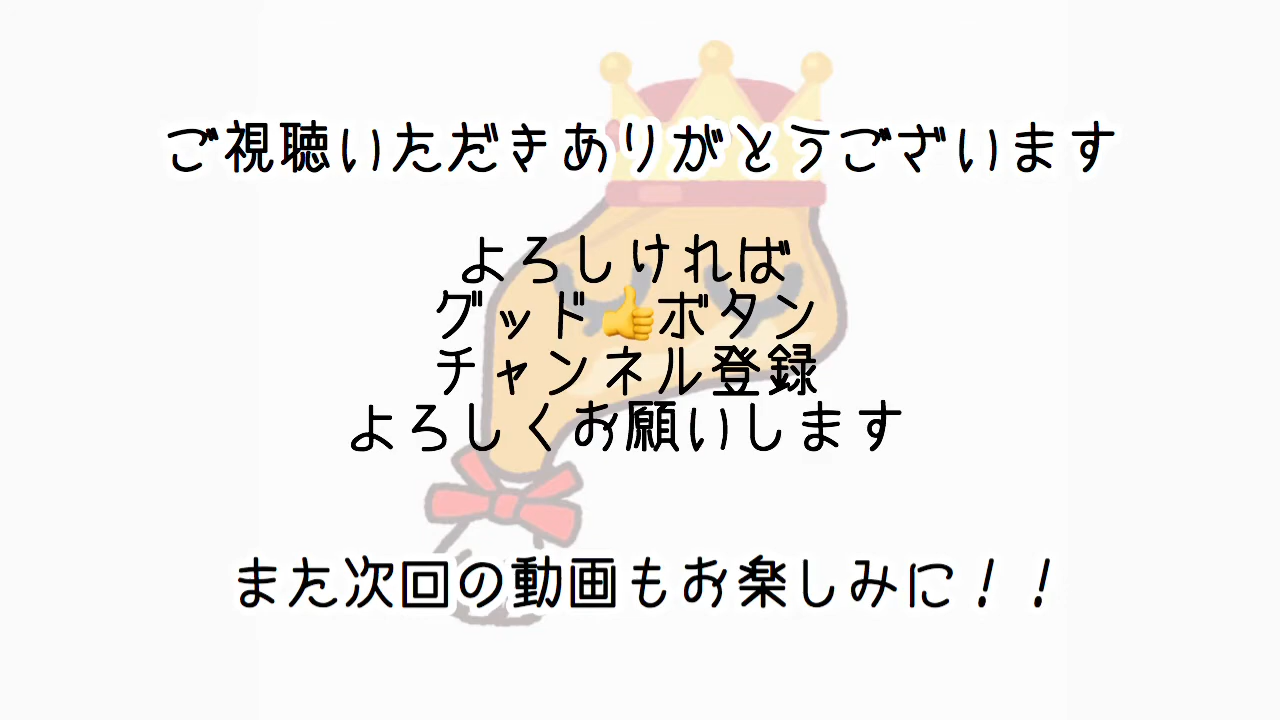 ご視聴いただきありがとうございます
よろしければ
グッド👍ボタン
チャンネル登録
よろしくお願いします
また次回の動画もお楽しみに！！